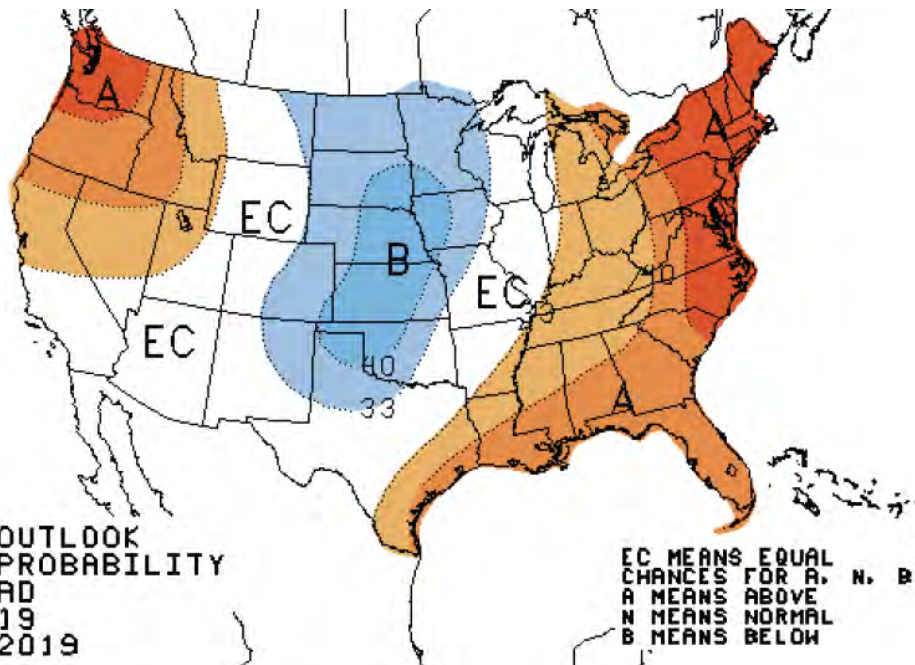 A
A
EC
B
EC
EC
40
33
A
OUTLOOK
PROBABILITY
AD
19
2019
EC MEANS EQUAL
CHANCES FOR A, N, B
A MEANS ABOVE
N MEANS NORMAL
B MEANS BELOW